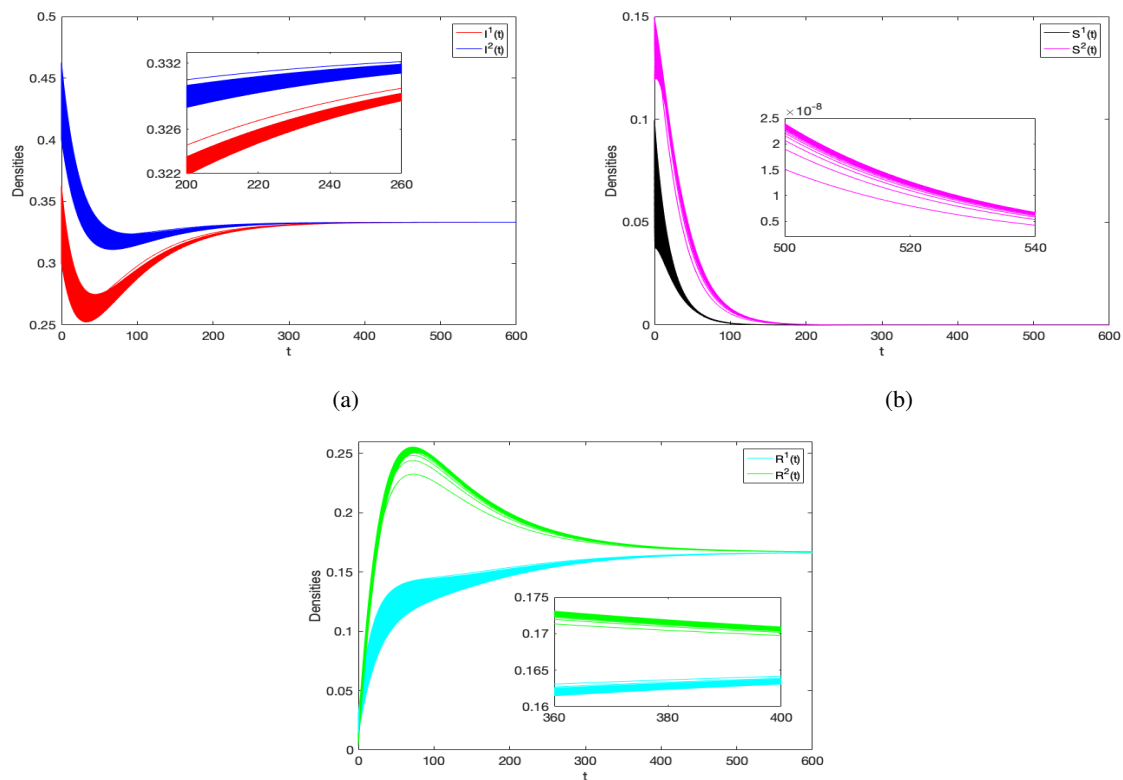 0.5
0.45
0.4
0.35
0.3
0.25
0 100 200 300 400 500 600
Densities
t
I¹(t)
I²(t)
0.332
0.326
0.322
200 220 240 260
(a)
0.15
0.1
0.05
0
0 100 200 300 400 500 600
Densities
t
S¹(t)
S²(t)
×10⁻⁸
2.5
2
1.5
1
0.5
500 520 540
(b)
0.25
0.2
0.15
0.1
0.05
0
0 100 200 300 400 500 600
Densities
t
R¹(t)
R²(t)
0.175
0.17
0.165
0.16
360 380 400